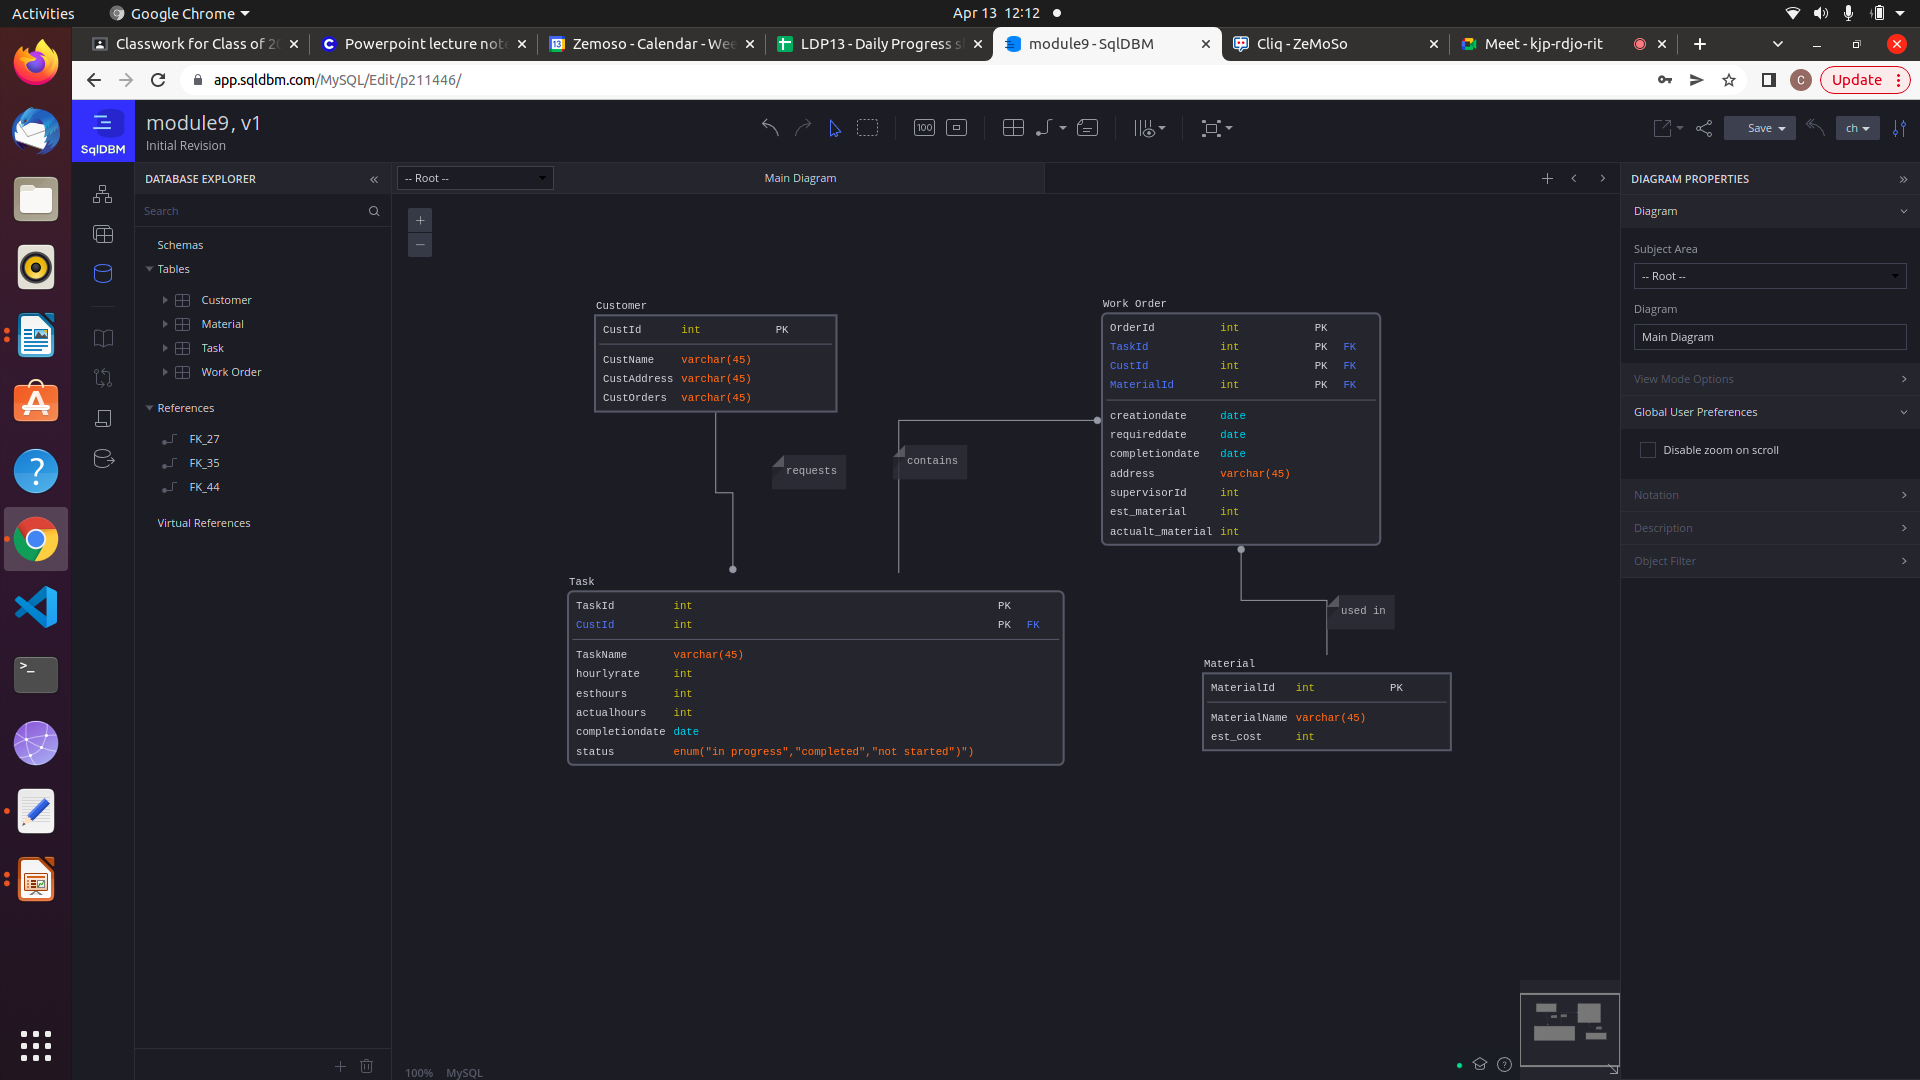 Activities
Google Chrome
Apr 13 12:12
Classwork for Class of 20
Powerpoint lecture note
Zemoso - Calendar - Wee
LDP13 - Daily Progress s
module9 - SqlDBM
Cliq - ZeMoSo
Meet - kjp-rdjo-rit
app.sqldbm.com/MySQL/Edit/p211446/
C
Update
SqlDBM
module9, v1
Initial Revision
100
Save
ch
DATABASE EXPLORER
-- Root --
Main Diagram
DIAGRAM PROPERTIES
Search
Schemas
Tables
Customer
Material
Task
Work Order
References
FK_27
FK_35
FK_44
Virtual References
Customer
CustId int PK
CustName varchar(45)
CustAddress varchar(45)
CustOrders varchar(45)
requests
contains
Work Order
OrderId int PK
TaskId int PK FK
CustId int PK FK
MaterialId int PK FK
creationdate date
requireddate date
completiondate date
address varchar(45)
supervisorId int
est_material int
actualt_material int
Task
TaskId int PK
CustId int PK FK
TaskName varchar(45)
hourlyrate int
esthours int
actualhours int
completiondate date
status enum("in progress","completed","not started")")
used in
Material
MaterialId int PK
MaterialName varchar(45)
est_cost int
Diagram
Subject Area
-- Root --
Diagram
Main Diagram
View Mode Options
Global User Preferences
Disable zoom on scroll
Notation
Description
Object Filter
100% MySQL